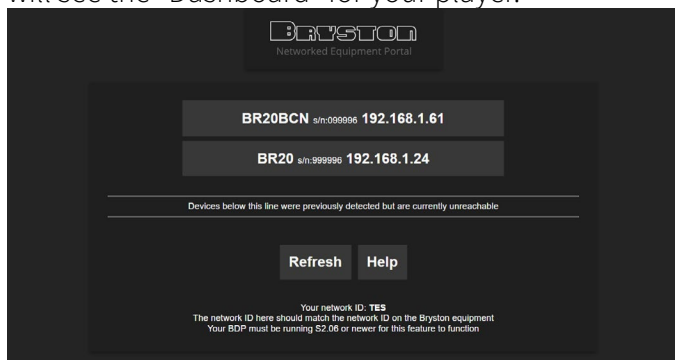 will see the "Dashboard" for your player.
BRYSTON
Networked Equipment Portal
BR20BCN s/n:099996 192.168.1.61
BR20 s/n:999996 192.168.1.24
Devices below this line were previously detected but are currently unreachable
Refresh Help
Your network ID: TES
The network ID here should match the network ID on the Bryston equipment
Your BDP must be running S2.06 or newer for this feature to function